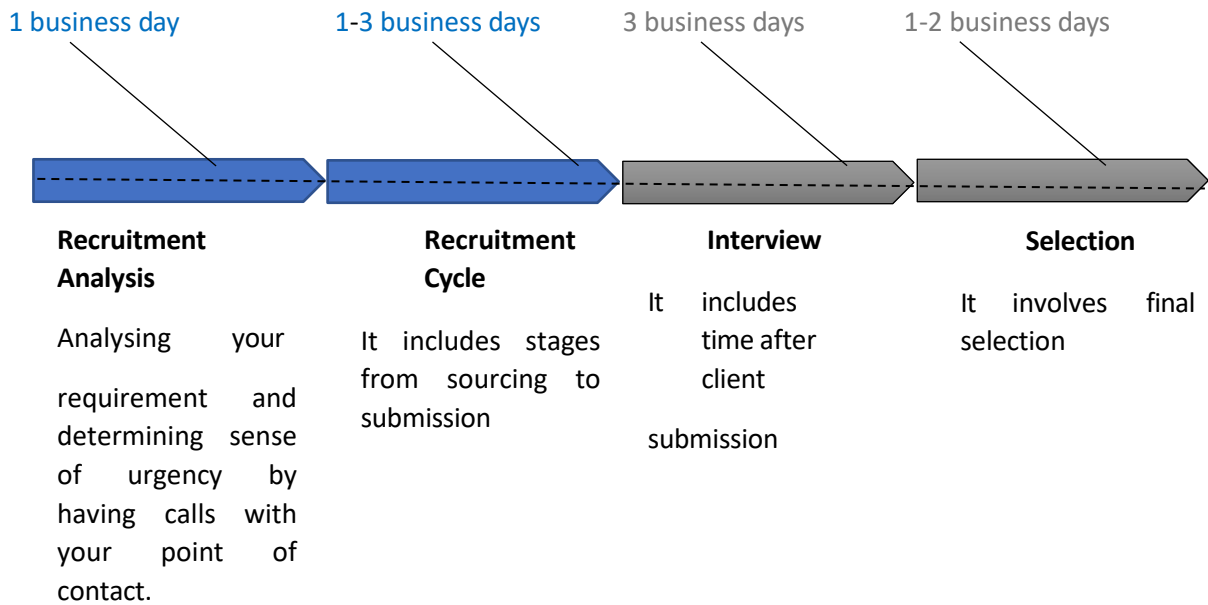 1 business day
1-3 business days
3 business days
1-2 business days
Recruitment
Analysis
Analysing your
requirement and
determining sense
of urgency by
having calls with
your point of
contact.
Recruitment
Cycle
It includes stages
from sourcing to
submission
Interview
It includes
time after
client
submission
Selection
It involves final
selection